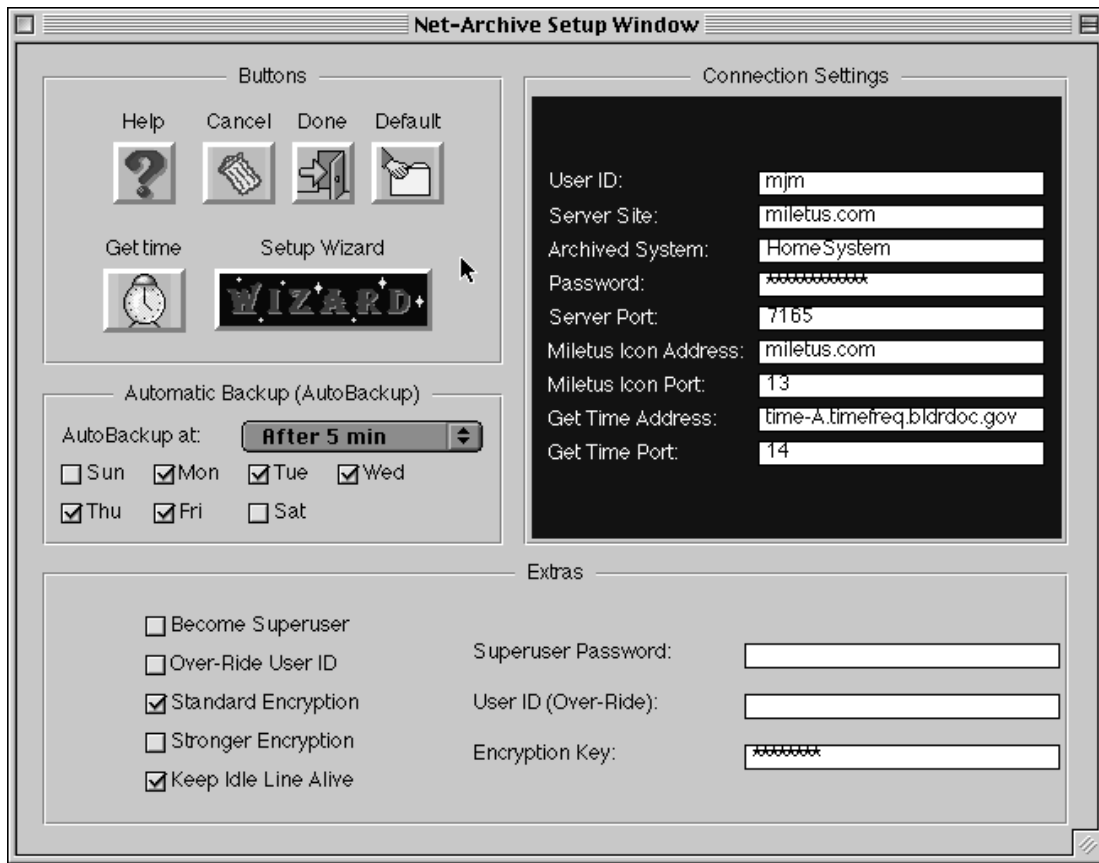 Net-Archive Setup Window
Buttons
Help Cancel Done Default
Get time Setup Wizard
WIZARD
Automatic Backup (AutoBackup)
AutoBackup at: After 5 min
Sun Mon Tue Wed
Thu Fri Sat
Connection Settings
User ID: mjm
Server Site: miletus.com
Archived System: HomeSystem
Password: ************
Server Port: 7165
Miletus Icon Address: miletus.com
Miletus Icon Port: 13
Get Time Address: time-A.timefreq.bldrdoc.gov
Get Time Port: 14
Extras
Become Superuser
Over-Ride User ID
Standard Encryption
Stronger Encryption
Keep Idle Line Alive
Superuser Password:
User ID (Over-Ride):
Encryption Key: ********